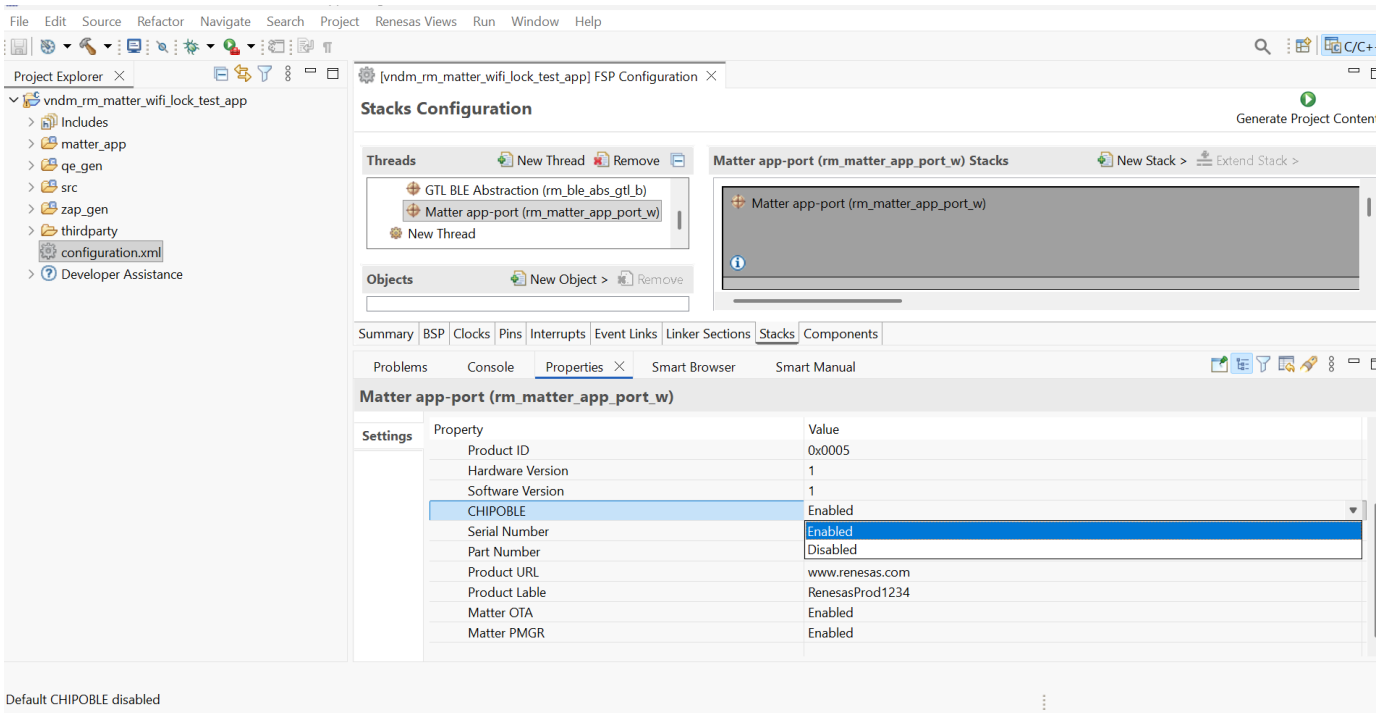 File Edit Source Refactor Navigate Search Project Renesas Views Run Window Help
C/C+
Project Explorer
[vndm_rm_matter_wifi_lock_test_app] FSP Configuration
vndm_rm_matter_wifi_lock_test_app
Includes
matter_app
qe_gen
src
zap_gen
thirdparty
configuration.xml
Developer Assistance
Stacks Configuration
Generate Project Conten
Threads
New Thread Remove
GTL BLE Abstraction (rm_ble_abs_gtl_b)
Matter app-port (rm_matter_app_port_w)
New Thread
Objects
New Object > Remove
Matter app-port (rm_matter_app_port_w) Stacks
New Stack > Extend Stack >
Matter app-port (rm_matter_app_port_w)
Summary BSP Clocks Pins Interrupts Event Links Linker Sections Stacks Components
Problems Console Properties Smart Browser Smart Manual
Matter app-port (rm_matter_app_port_w)
Settings
Property Value
Product ID 0x0005
Hardware Version 1
Software Version 1
CHIPOBLE Enabled
Serial Number Enabled
Part Number Disabled
Product URL www.renesas.com
Product Lable RenesasProd1234
Matter OTA Enabled
Matter PMGR Enabled
Default CHIPOBLE disabled